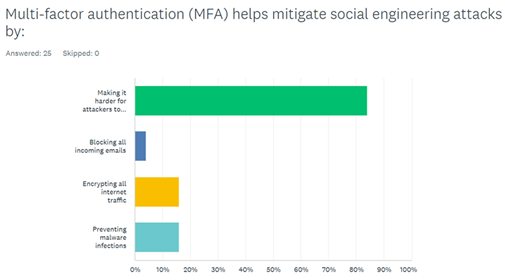 Multi-factor authentication (MFA) helps mitigate social engineering attacks
by:
Answered: 25 Skipped: 0
Making it
harder for
attackers to...
Blocking all
incoming emails
Encrypting all
internet
traffic
Preventing
malware
infections
0% 10% 20% 30% 40% 50% 60% 70% 80% 90% 100%